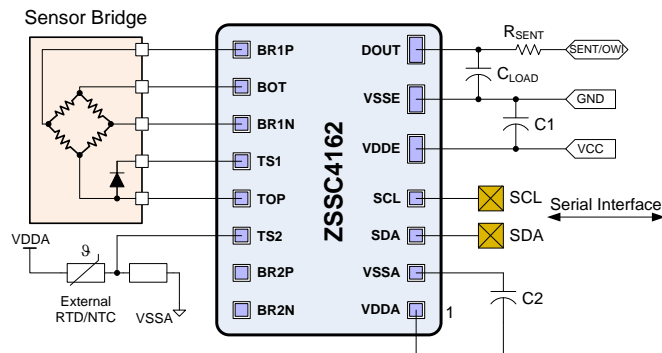 Sensor Bridge
BR1P
BOT
BR1N
TS1
TOP
TS2
BR2P
BR2N
ZSSC4162
DOUT
VSSE
VDDE
SCL
SDA
VSSA
VDDA
1
RSENT
SENT/OWI
CLOAD
GND
C1
VCC
SCL
SDA
Serial Interface
C2
VDDA
ϑ
External
RTD/NTC
VSSA